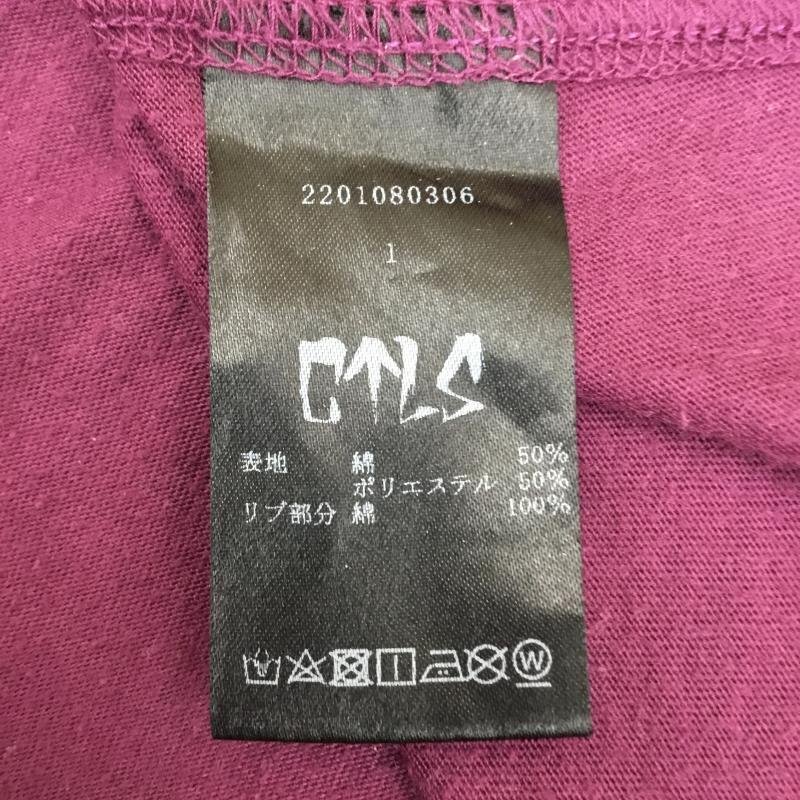 2201080306
1
CTLS
表地 綿 50%
ポリエステル 50%
リブ部分 綿 100%
W